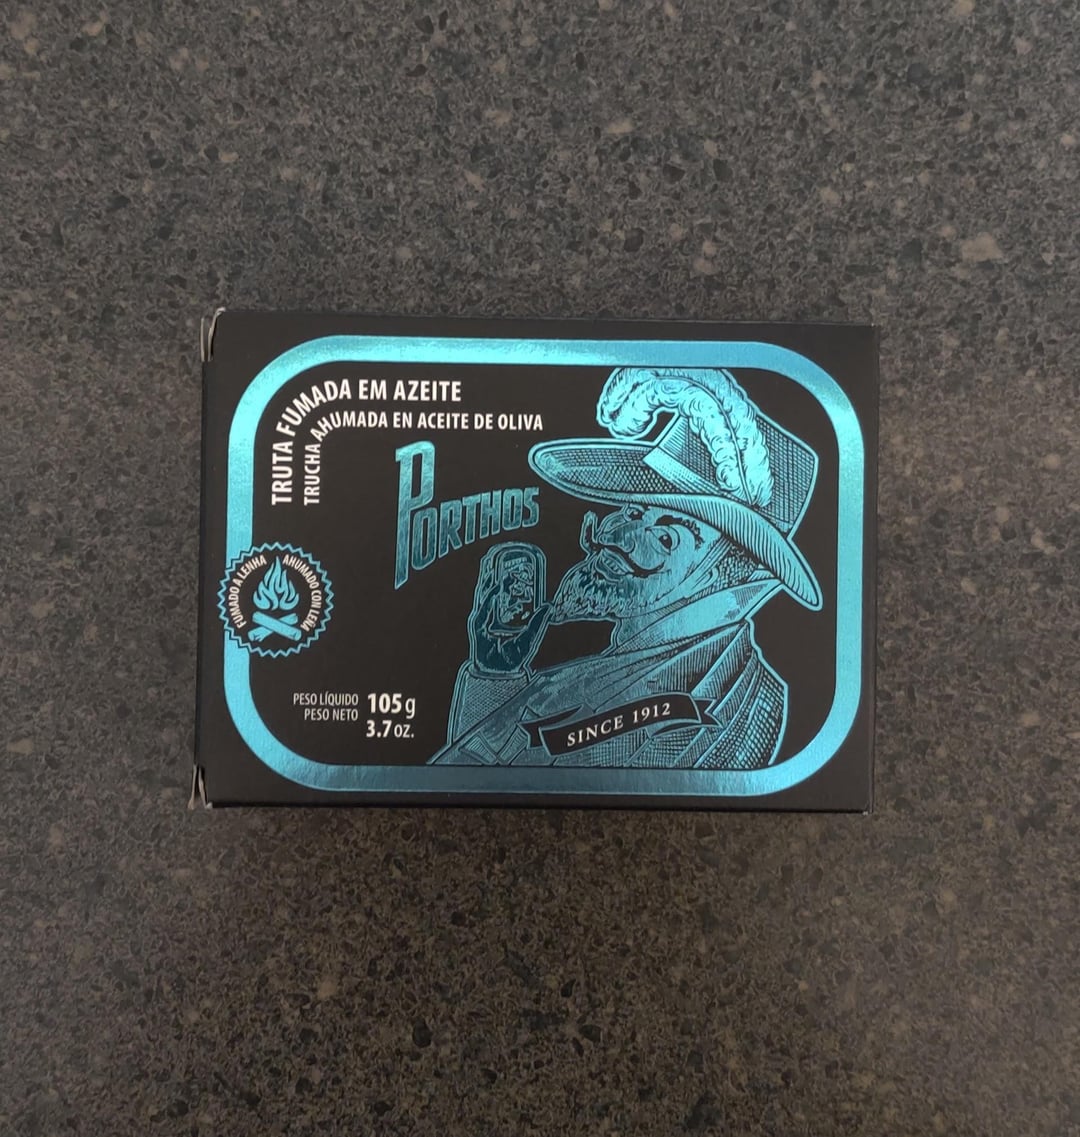 TRUTA FUMADA EM AZEITE
TRUCHA AHUMADA EN ACEITE DE OLIVA
PORTHOS
FUMADO A LENHA
AHUMADO CON LEÑA
PESO LÍQUIDO
PESO NETO
105 g
3.7 oz.
SINCE 1912